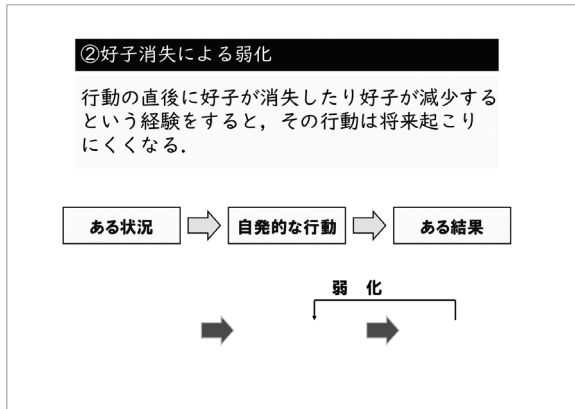 ②好子消失による弱化
行動の直後に好子が消失したり好子が減少する
という経験をすると，その行動は将来起こり
にくくなる．
ある状況
自発的な行動
ある結果
弱　化